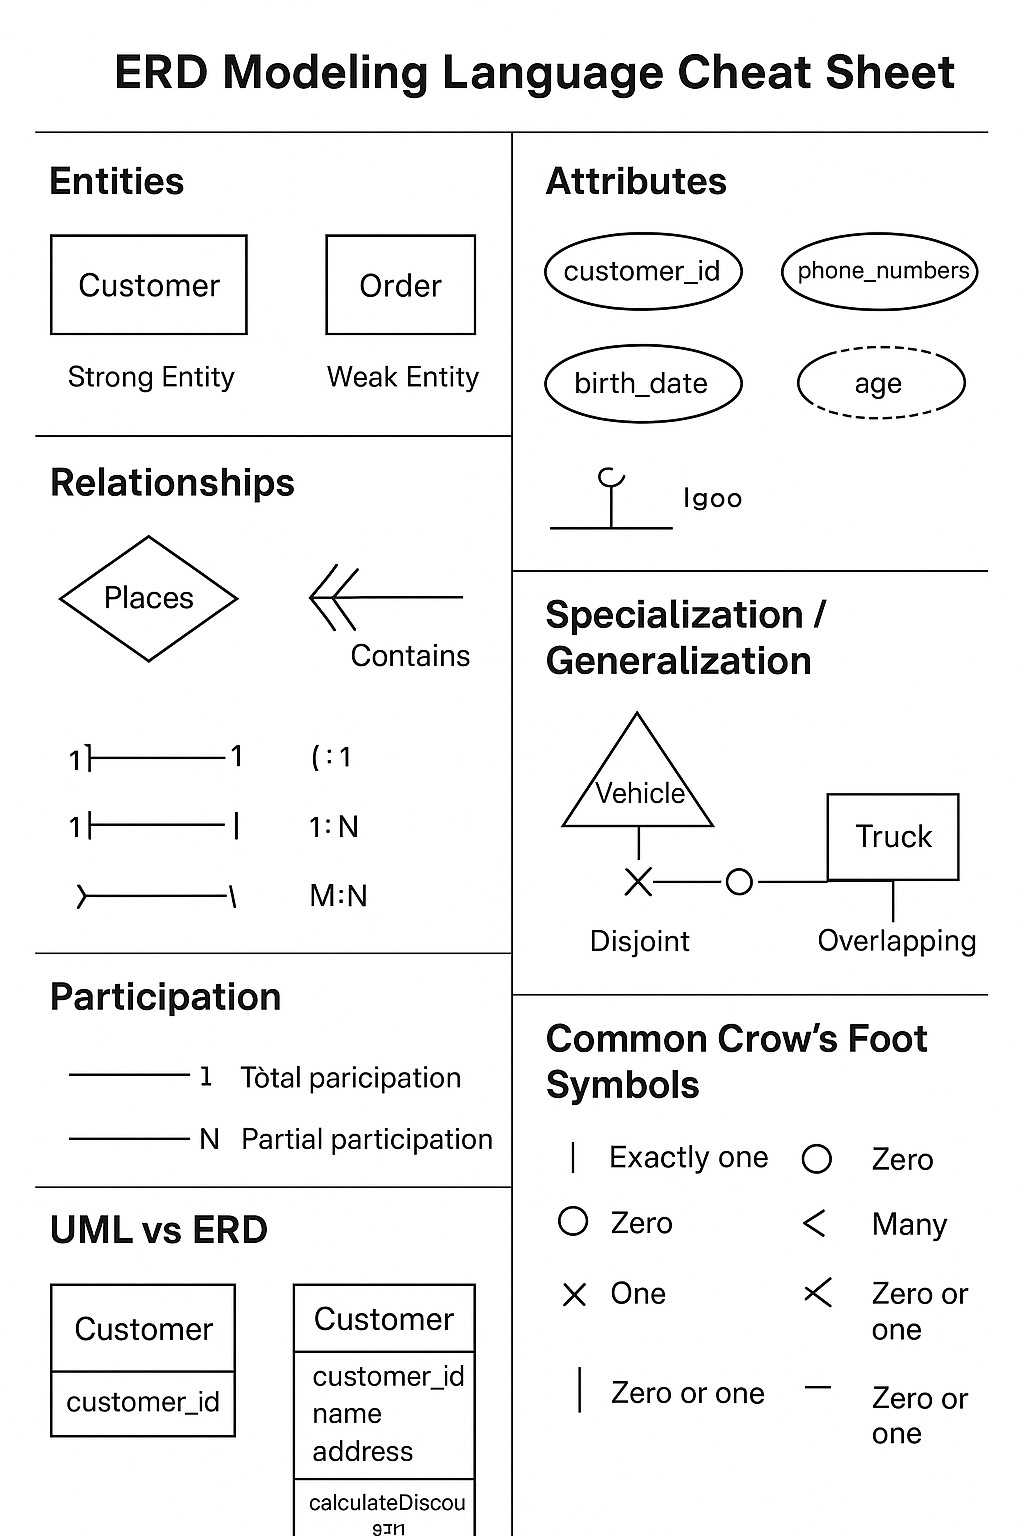 ERD Modeling Language Cheat Sheet
Entities
Customer
Order
Strong Entity
Weak Entity
Relationships
Places
Contains
1 1 (:1
1 1:N
M:N
Participation
1 Tòtal paricipation
N Partial participation
UML vs ERD
Customer
customer_id
Customer
customer_id
name
address
calculateDiscou
Attributes
customer_id
phone_numbers
birth_date
age
Igoo
Specialization /
Generalization
Vehicle
Truck
Disjoint
Overlapping
Common Crow’s Foot
Symbols
Exactly one
Zero
Zero
Many
One
Zero or
one
Zero or one
Zero or
one